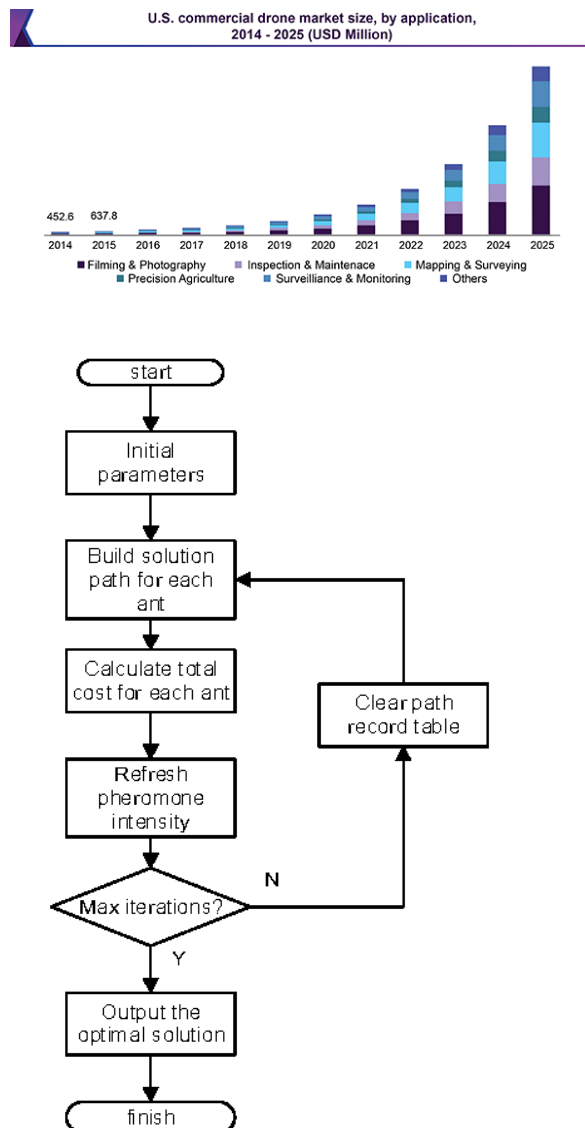 U.S. commercial drone market size, by application,
2014 - 2025 (USD Million)
452.6 637.8
2014 2015 2016 2017 2018 2019 2020 2021 2022 2023 2024 2025
Filming & Photography Inspection & Maintenace Mapping & Surveying
Precision Agriculture Surveilliance & Monitoring Others
start
Initial
parameters
Build solution
path for each
ant
Calculate total
cost for each ant
Clear path
record table
Refresh
pheromone
intensity
N
Max iterations?
Y
Output the
optimal solution
finish